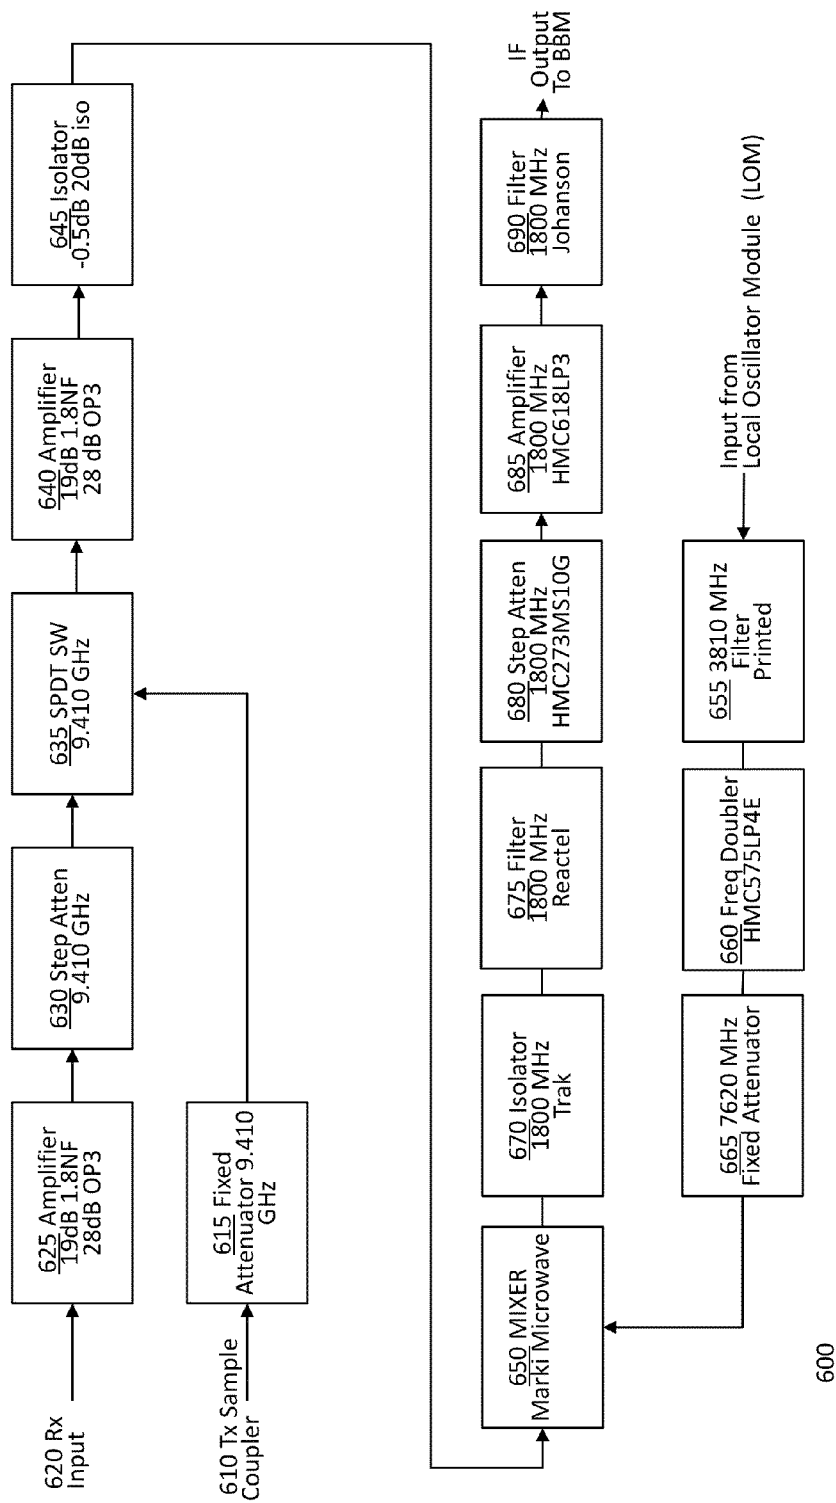 620 Rx
Input
625 Amplifier
19dB 1.8NF
28dB OP3
630 Step Atten
9.410 GHz
635 SPDT SW
9.410 GHz
640 Amplifier
19dB 1.8NF
28 dB OP3
645 Isolator
-0.5dB 20dB iso
610 Tx Sample
Coupler
615 Fixed
Attenuator 9.410
GHz
650 MIXER
Marki Microwave
670 Isolator
1800 MHz
Trak
675 Filter
1800 MHz
Reactel
680 Step Atten
1800 MHz
HMC273MS10G
685 Amplifier
1800 MHz
HMC618LP3
690 Filter
1800 MHz
Johanson
IF
Output
To BBM
665 7620 MHz
Fixed Attenuator
660 Freq Doubler
HMC575LP4E
655 3810 MHz
Filter
Printed
Input from
Local Oscillator Module (LOM)
600